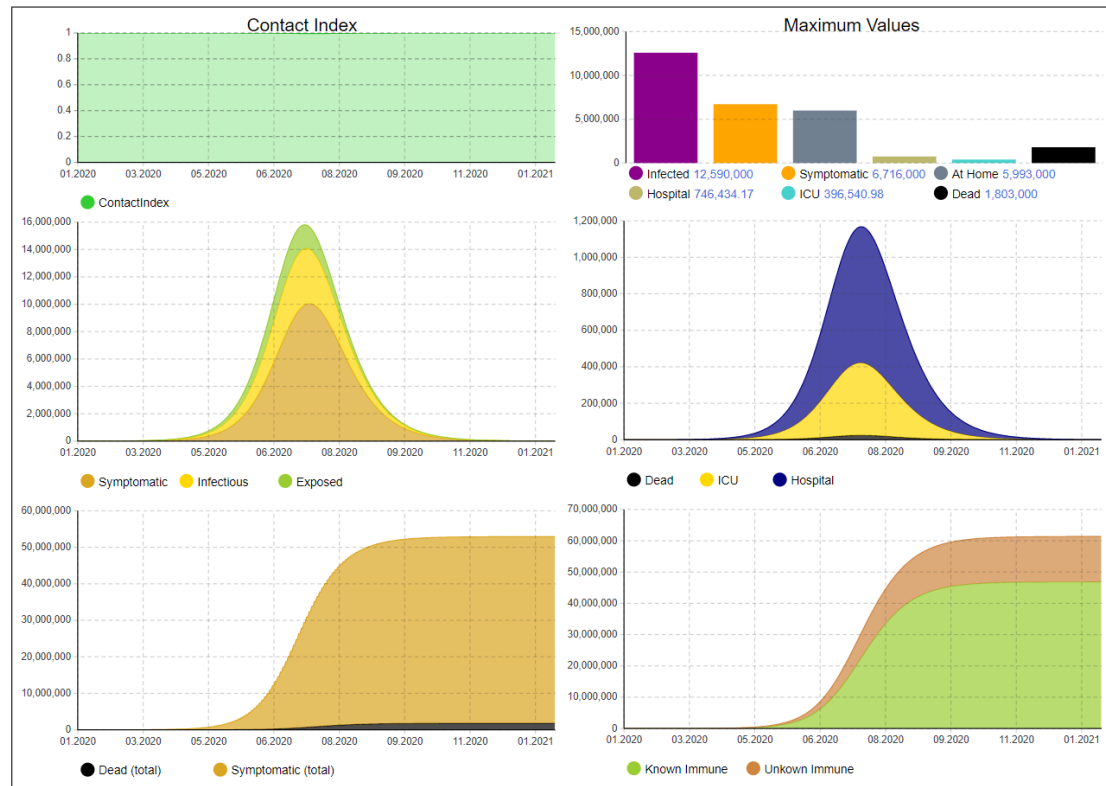 Contact Index
1
0.8
0.6
0.4
0.2
0
01.2020 03.2020 05.2020 06.2020 08.2020 09.2020 11.2020 01.2021
ContactIndex
Maximum Values
15,000,000
10,000,000
5,000,000
0
Infected 12,590,000 Symptomatic 6,716,000 At Home 5,993,000
Hospital 746,434.17 ICU 396,540.98 Dead 1,803,000
16,000,000
14,000,000
12,000,000
10,000,000
8,000,000
6,000,000
4,000,000
2,000,000
0
01.2020 03.2020 05.2020 06.2020 08.2020 09.2020 11.2020 01.2021
Symptomatic Infectious Exposed
1,200,000
1,000,000
800,000
600,000
400,000
200,000
0
01.2020 03.2020 05.2020 06.2020 08.2020 09.2020 11.2020 01.2021
Dead ICU Hospital
60,000,000
50,000,000
40,000,000
30,000,000
20,000,000
10,000,000
0
01.2020 03.2020 05.2020 06.2020 08.2020 09.2020 11.2020 01.2021
Dead (total) Symptomatic (total)
70,000,000
60,000,000
50,000,000
40,000,000
30,000,000
20,000,000
10,000,000
0
01.2020 03.2020 05.2020 06.2020 08.2020 09.2020 11.2020 01.2021
Known Immune Unkown Immune